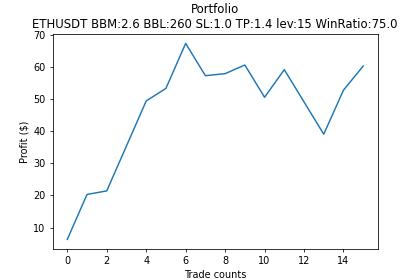 Portfolio
ETHUSDT BBM:2.6 BBL:260 SL:1.0 TP:1.4 lev:15 WinRatio:75.0
70
60
50
40
30
20
10
Profit ($)
0 2 4 6 8 10 12 14
Trade counts